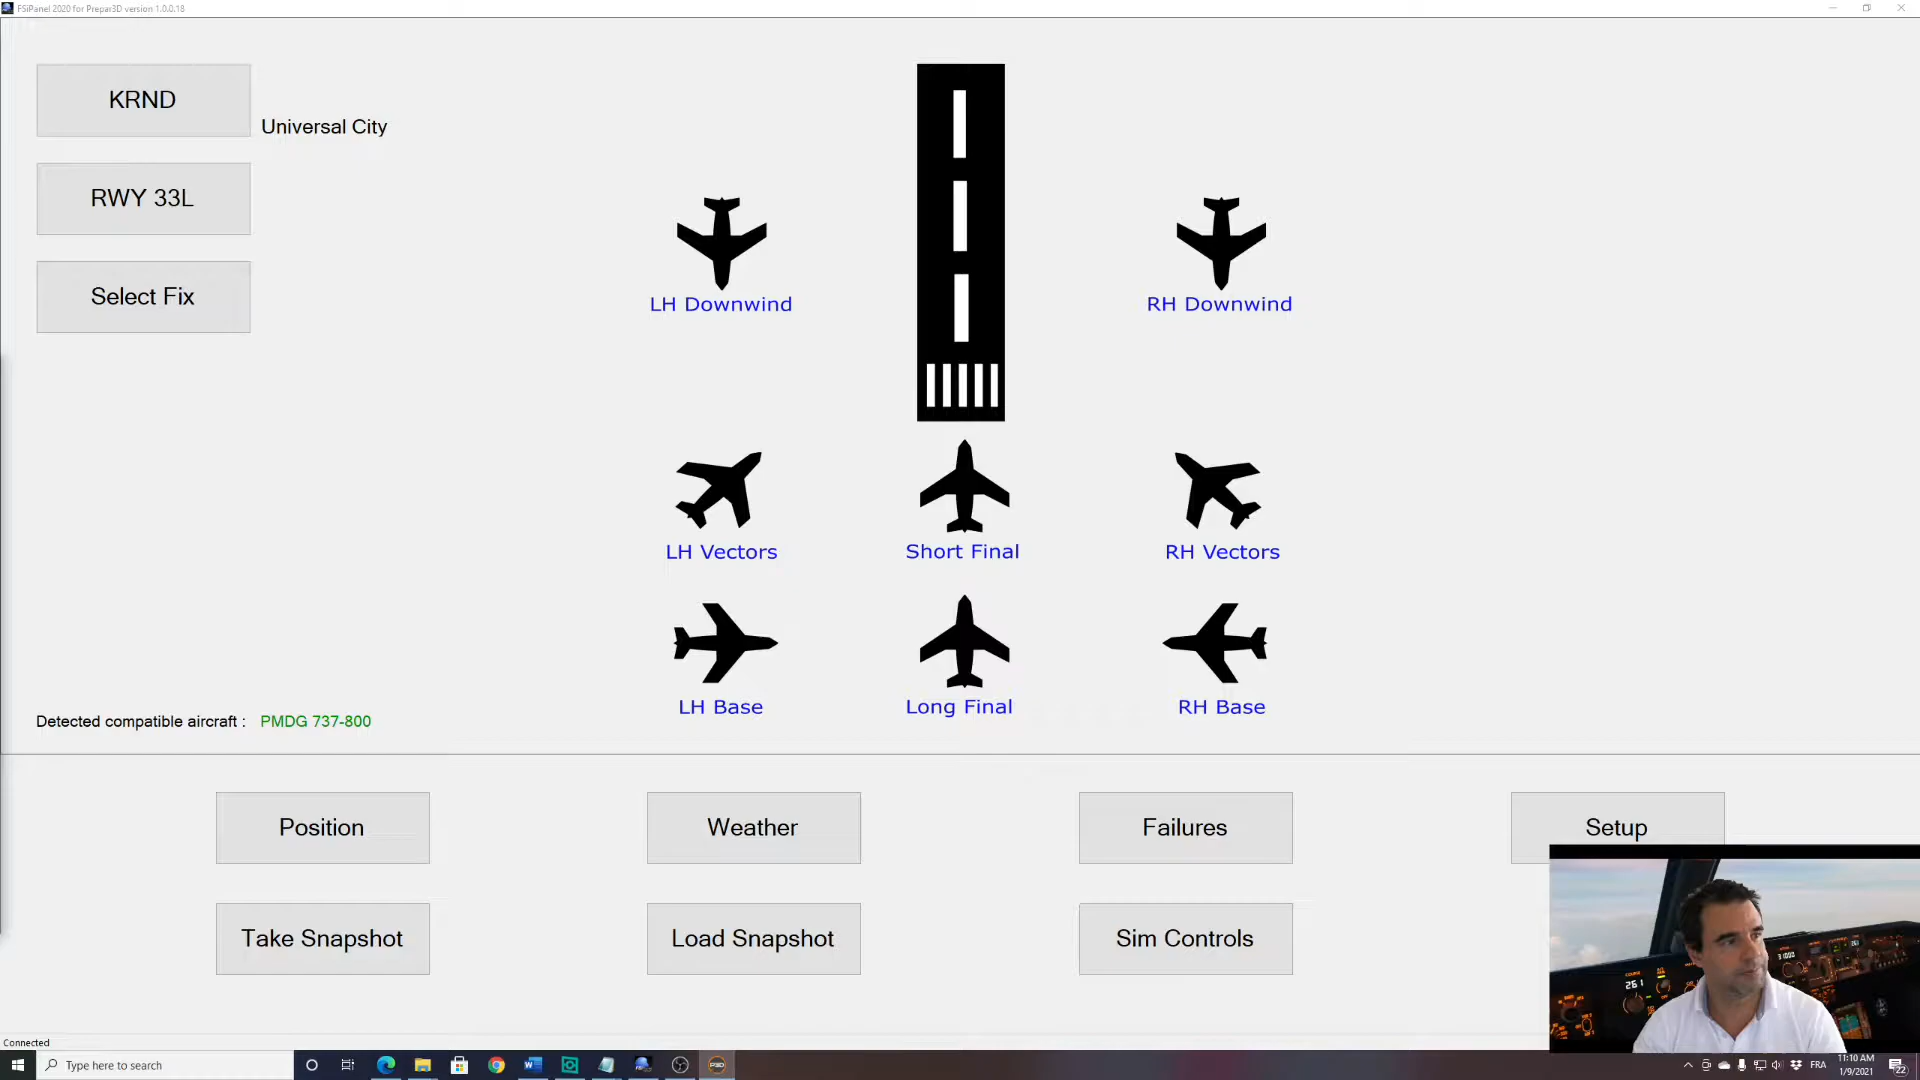 FSiPanel 2020 for Prepar3D version 1.0.0.18
KRND
Universal City
RWY 33L
Select Fix
LH Downwind
RH Downwind
LH Vectors
Short Final
RH Vectors
LH Base
Long Final
RH Base
Detected compatible aircraft : PMDG 737-800
Position
Weather
Failures
Setup
Take Snapshot
Load Snapshot
Sim Controls
261
Connected
Type here to search
P3D
FRA
11:10 AM
1/9/2021
22